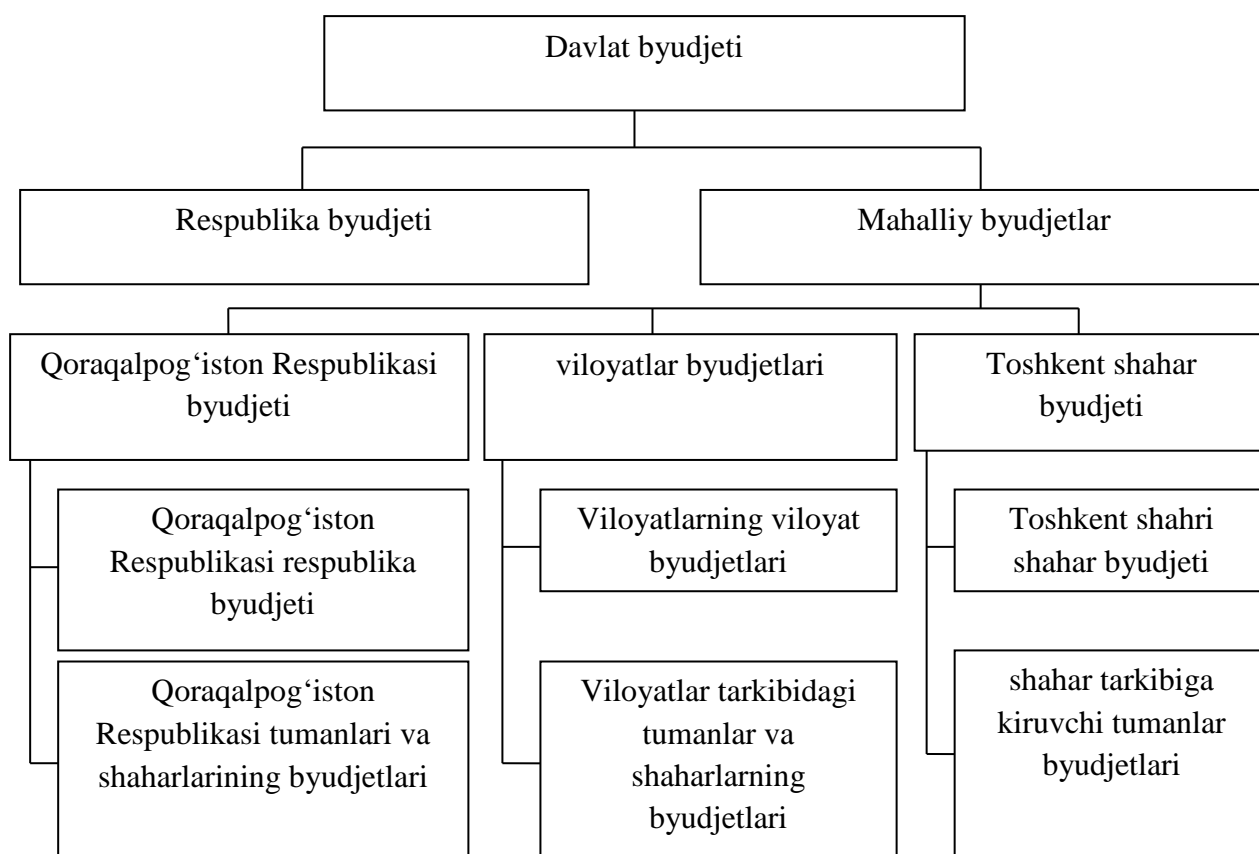 Davlat byudjeti
Respublika byudjeti
Mahalliy byudjetlar
Qoraqalpog‘iston Respublikasi
byudjeti
viloyatlar byudjetlari
Toshkent shahar
byudjeti
Qoraqalpog‘iston
Respublikasi respublika
byudjeti
Viloyatlarning viloyat
byudjetlari
Toshkent shahri
shahar byudjeti
Qoraqalpog‘iston
Respublikasi tumanlari va
shaharlarining byudjetlari
Viloyatlar tarkibidagi
tumanlar va
shaharlarning
byudjetlari
shahar tarkibiga
kiruvchi tumanlar
byudjetlari